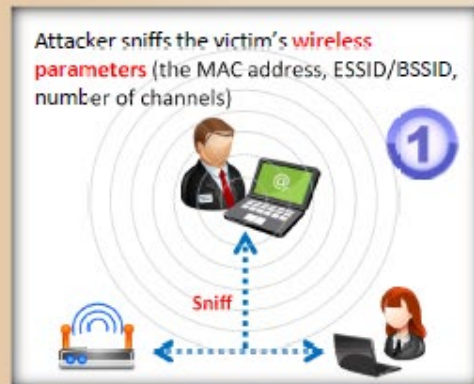 Attacker sniffs the victim's wireless
parameters (the MAC address, ESSID/BSSID,
number of channels)
1
@
Sniff